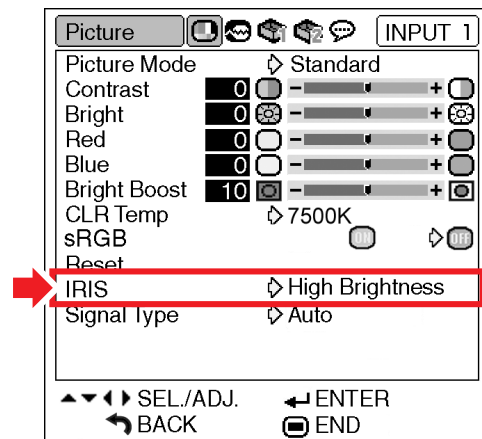 Picture INPUT 1
Picture Mode Standard
Contrast 0 - +
Bright 0 - +
Red 0 - +
Blue 0 - +
Bright Boost 10 - +
CLR Temp 7500K
sRGB ON OFF
Reset
IRIS High Brightness
Signal Type Auto
SEL./ADJ. ENTER
BACK END